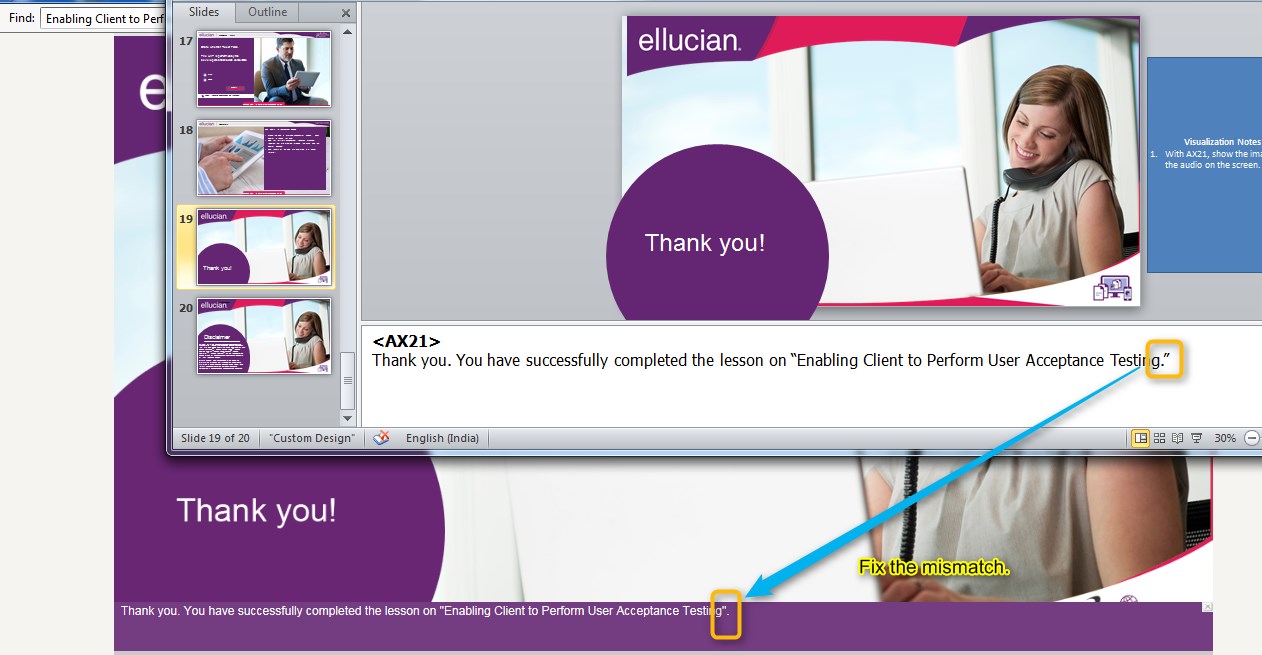 Find: Enabling Client to Perf
Slides Outline
17
18
19
ellucian
Thank you!
20
ellucian
Disclaimer
ellucian.
Thank you!
Visualization Notes
1. With AX21, show the ima
the audio on the screen.
<AX21>
Thank you. You have successfully completed the lesson on “Enabling Client to Perform User Acceptance Testing.”
Slide 19 of 20 "Custom Design" English (India) 30%
e
Thank you!
Fix the mismatch.
Thank you. You have successfully completed the lesson on "Enabling Client to Perform User Acceptance Testing".